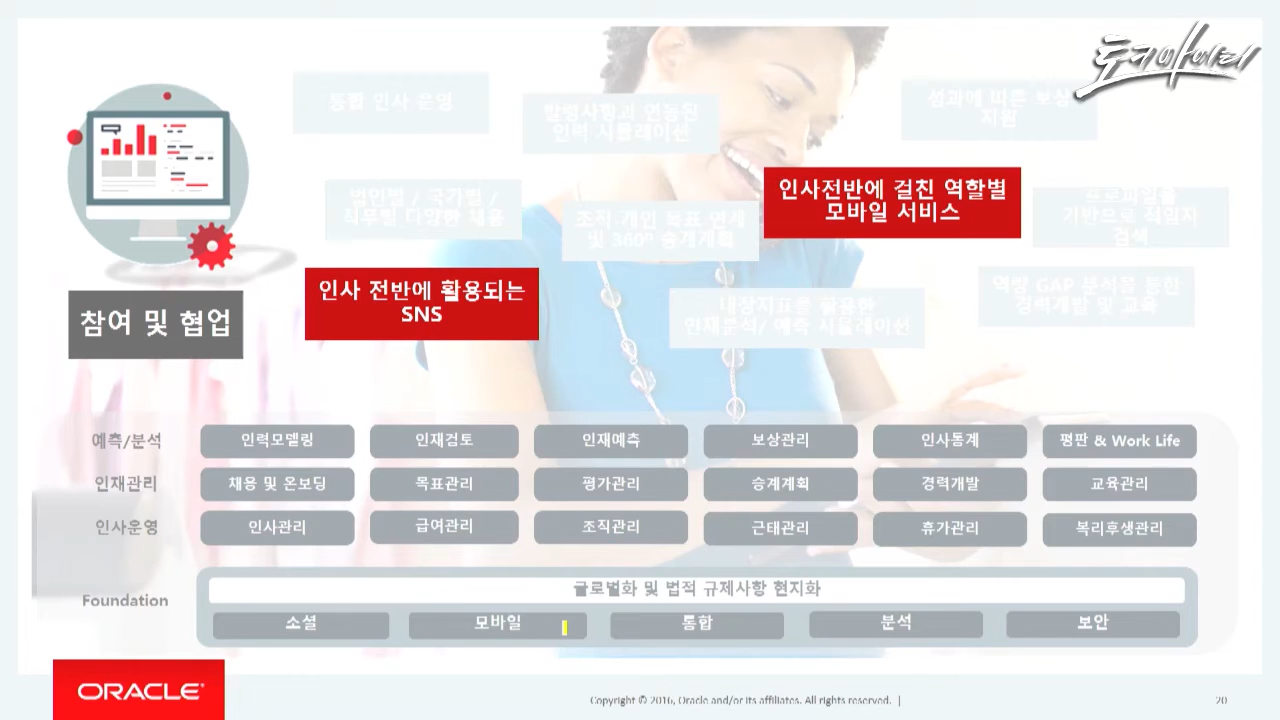 토크아이티
통합 인사 운영
발령사항과 연동된
인력 시뮬레이션
성과에 따른 보상
지원
인사전반에 걸친 역할별
모바일 서비스
법인별 / 국가별 /
직무별 다양한 채용
조직 개인 목표 연계
및 360º 승계계획
프로파일을
기반으로 적임자
검색
인사 전반에 활용되는
SNS
역량 GAP 분석을 통한
경력개발 및 교육
내장지표를 활용한
인재분석/ 예측 시뮬레이션
참여 및 협업
예측/분석 인력모델링 인재검토 인재예측 보상관리 인사통계 평판 & Work Life
인재관리 채용 및 온보딩 목표관리 평가관리 승계계획 경력개발 교육관리
인사운영 인사관리 급여관리 조직관리 근태관리 휴가관리 복리후생관리
글로벌화 및 법적 규제사항 현지화
Foundation
소셜 모바일 통합 분석 보안
ORACLE
Copyright © 2016, Oracle and/or its affiliates. All rights reserved. | 20